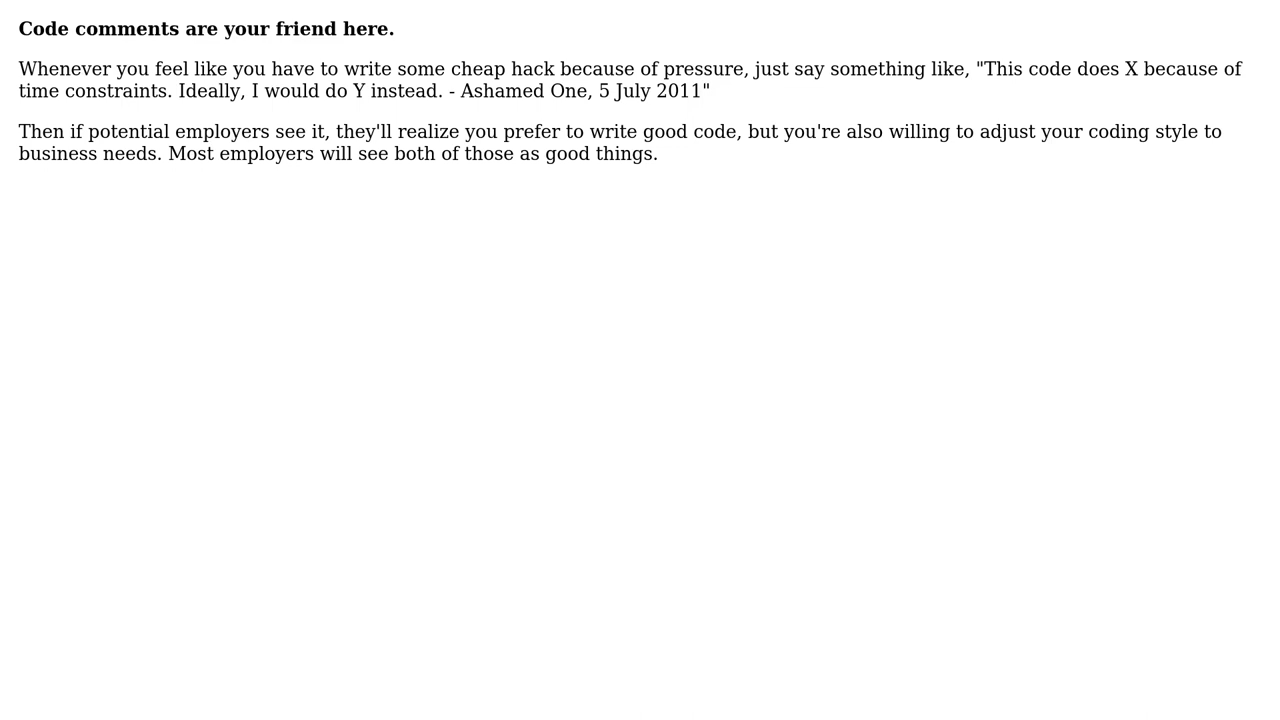 Code comments are your friend here.
Whenever you feel like you have to write some cheap hack because of pressure, just say something like, "This code does X because of
time constraints. Ideally, I would do Y instead. - Ashamed One, 5 July 2011"
Then if potential employers see it, they'll realize you prefer to write good code, but you're also willing to adjust your coding style to
business needs. Most employers will see both of those as good things.